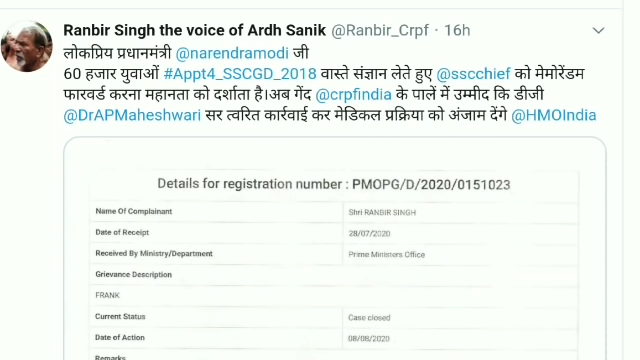 Ranbir Singh the voice of Ardh Sanik @Ranbir_Crpf · 16h
लोकप्रिय प्रधानमंत्री @narendramodi जी
60 हजार युवाओं #Appt4_SSCGD_2018 वास्ते संज्ञान लेते हुए @sscchief को मेमोरेंडम
फारवर्ड करना महानता को दर्शाता है।अब गेंद @crpfindia के पालें में उम्मीद कि डीजी
@DrAPMaheshwari सर त्वरित कार्रवाई कर मेडिकल प्रक्रिया को अंजाम देंगे @HMOIndia
Details for registration number : PMOPG/D/2020/0151023
Name Of Complainant Shri RANBIR SINGH
Date of Receipt 28/07/2020
Received By Ministry/Department Prime Ministers Office
Grievance Description
FRANK
Current Status Case closed
Date of Action 08/08/2020
Remarks